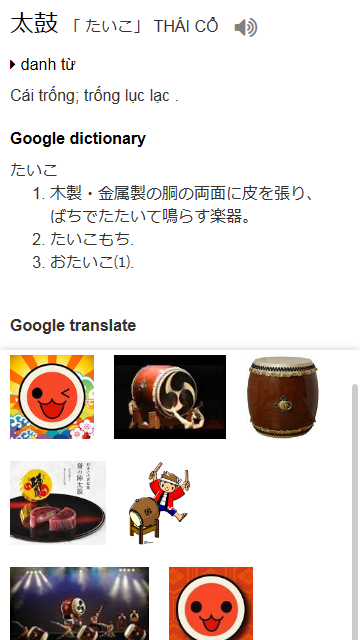 太鼓 「 たいこ」 THÁI CỔ
danh từ
Cái trống; trống lục lạc .
Google dictionary
たいこ
1. 木製・金属製の胴の両面に皮を張り、
ばちでたたいて鳴らす楽器。
2. たいこもち.
3. おたいこ⑴.
Google translate